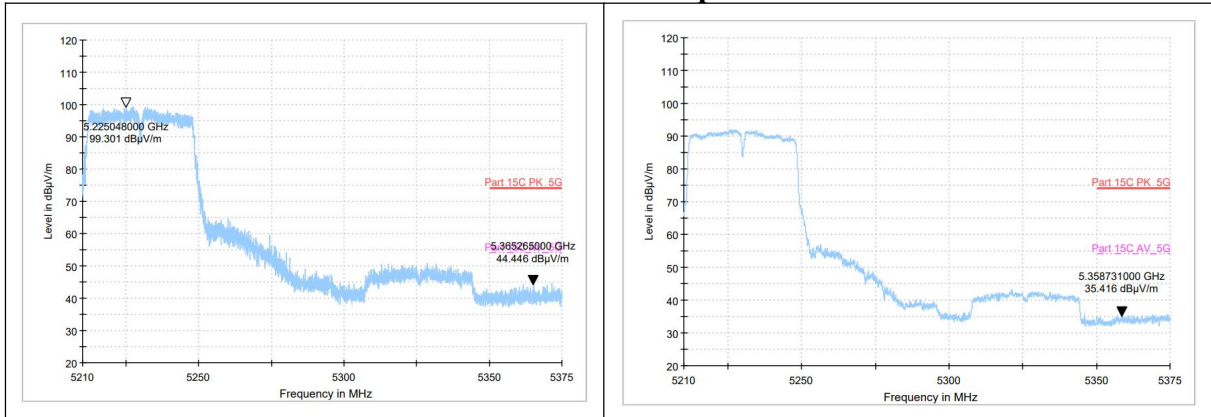 120
110
100
90
80
70
60
50
40
30
20
Level in dBµV/m
5.225048000 GHz
99.301 dBµV/m
Part 15C PK_5G
5.365265000 GHz
44.446 dBµV/m
5210
5250
5300
5350
5375
Frequency in MHz
120
110
100
90
80
70
60
50
40
30
20
Level in dBµV/m
Part 15C PK_5G
Part 15C AV_5G
5.358731000 GHz
35.416 dBµV/m
5210
5250
5300
5350
5375
Frequency in MHz